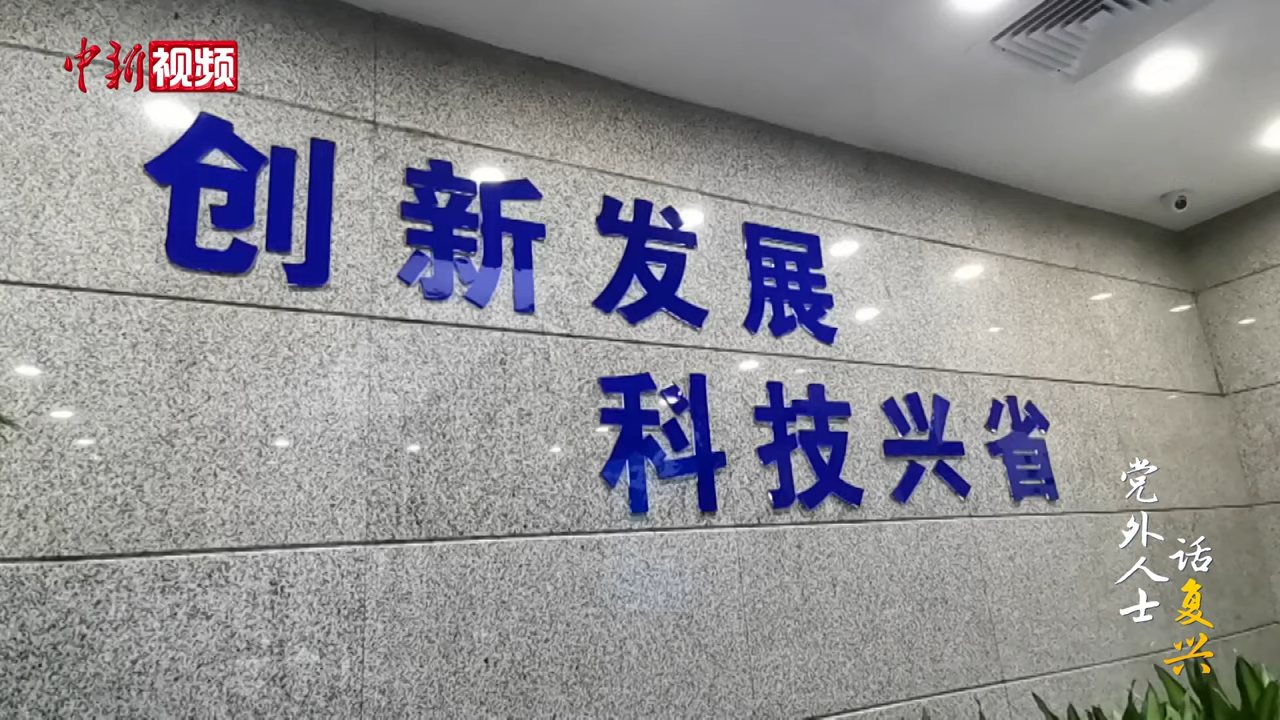 中新视频
创新发展
科技兴省
党外人士
话复兴